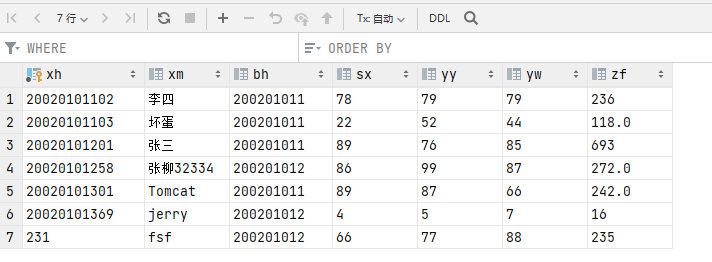 7 行 Tx: 自动 DDL
WHERE ORDER BY
xh xm bh sx yy yw zf
1 20020101102 李四 200201011 78 79 79 236
2 20020101103 坏蛋 200201011 22 52 44 118.0
3 20020101201 张三 200201011 89 76 85 693
4 20020101258 张柳32334 200201012 86 99 87 272.0
5 20020101301 Tomcat 200201011 89 87 66 242.0
6 20020101369 jerry 200201012 4 5 7 16
7 231 fsf 200201012 66 77 88 235